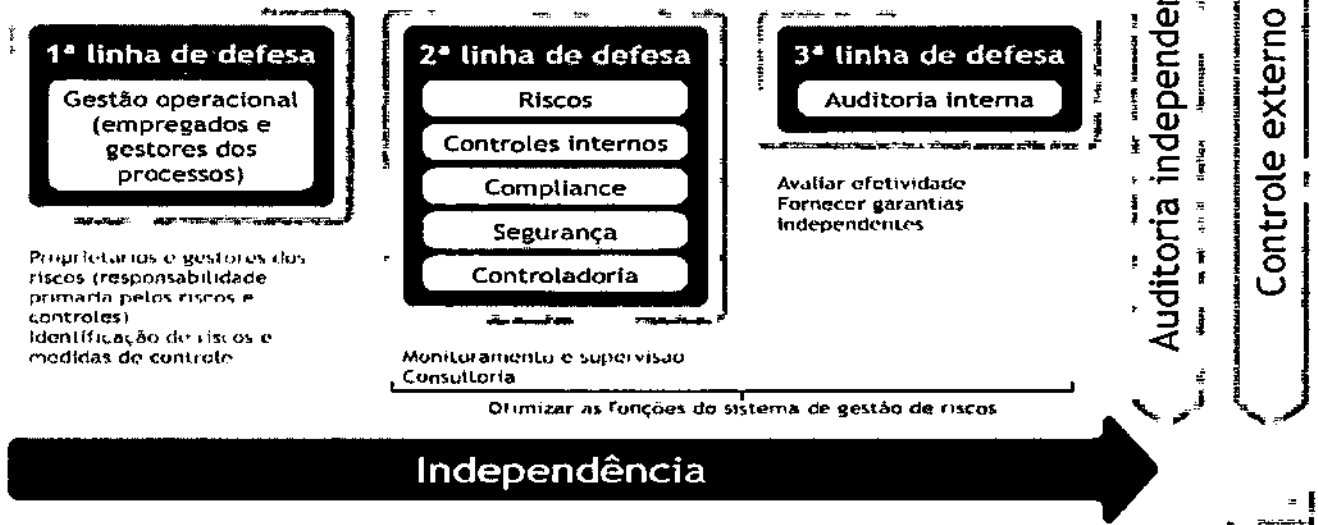 1ª linha de defesa
Gestão operacional
(empregados e
gestores dos
processos)
Proprietários e gestores dos
riscos (responsabilidade
primaria pelos riscos e
controles)
Identificação de riscos e
medidas de controle
2ª linha de defesa
Riscos
Controles internos
Compliance
Segurança
Controladoria
Monitoramento e supervisão
Consultoria
3ª linha de defesa
Auditoria interna
Avaliar efetividade
Fornecer garantias
independentes
Otimizar as funções do sistema de gestão de riscos
Independência
Auditoria
Controle externo